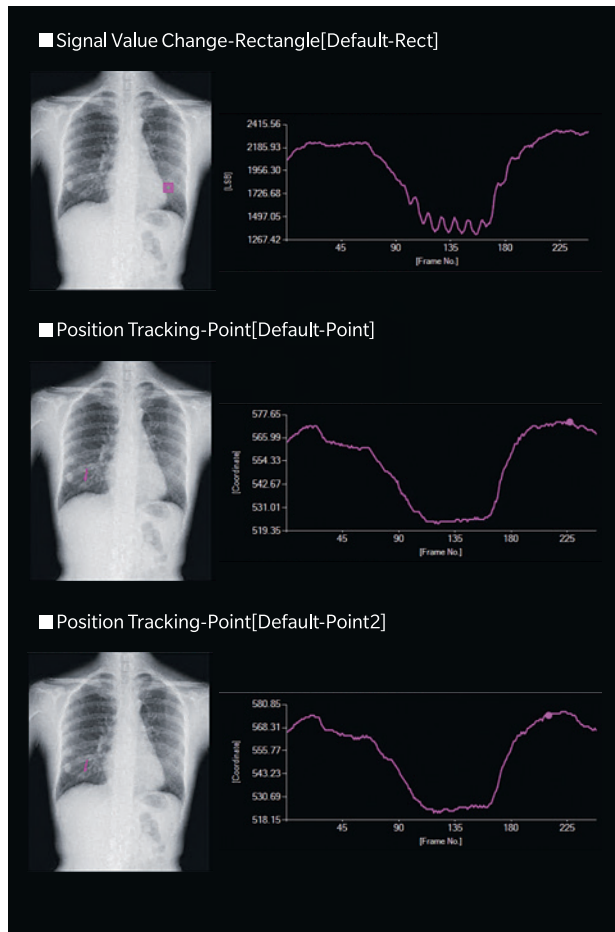 ■ Signal Value Change-Rectangle[Default-Rect]
2415.56
2185.93
1956.30
1726.68
1497.05
1267.42
[LSB]
45 90 135 180 225
[Frame No.]
■ Position Tracking-Point[Default-Point]
577.65
565.99
554.33
542.67
531.01
519.35
[Coordinate]
45 90 135 180 225
[Frame No.]
■ Position Tracking-Point[Default-Point2]
580.85
568.31
555.77
543.23
530.69
518.15
[Coordinate]
45 90 135 180 225
[Frame No.]